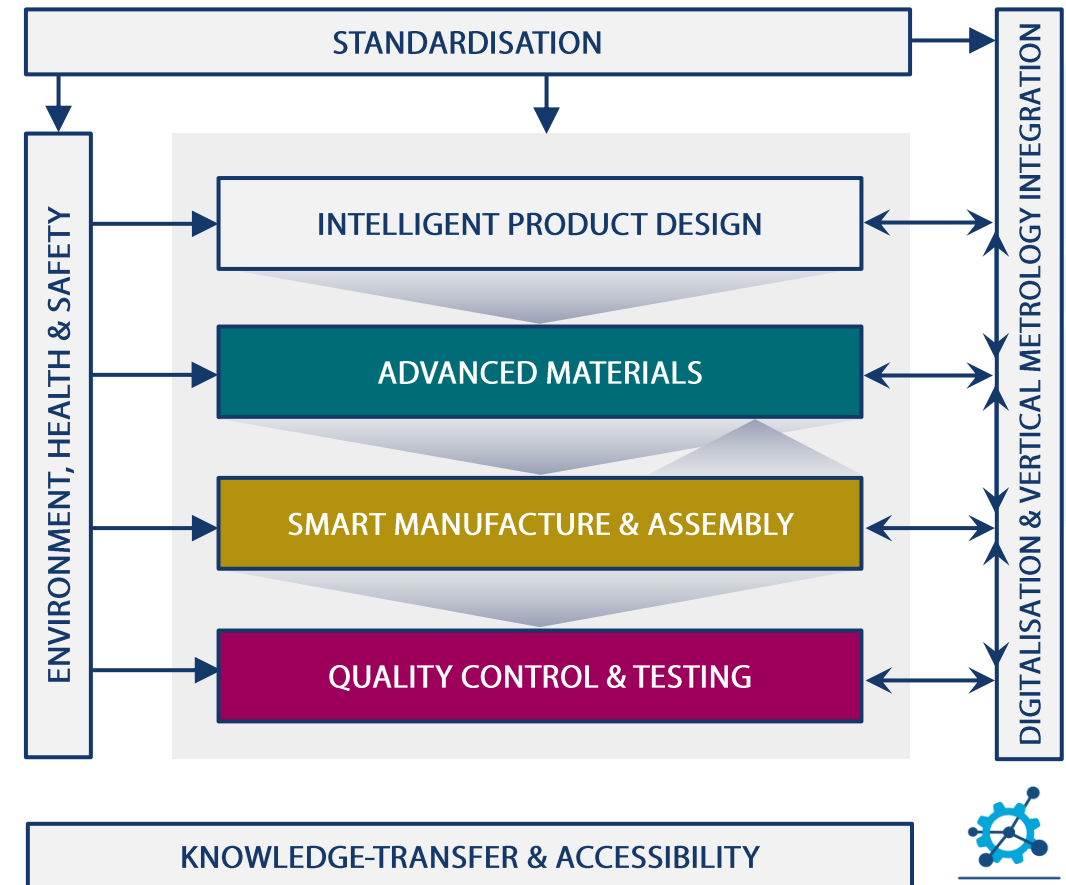 STANDARDISATION
ENVIRONMENT, HEALTH & SAFETY
INTELLIGENT PRODUCT DESIGN
ADVANCED MATERIALS
SMART MANUFACTURE & ASSEMBLY
QUALITY CONTROL & TESTING
DIGITALISATION & VERTICAL METROLOGY INTEGRATION
KNOWLEDGE-TRANSFER & ACCESSIBILITY